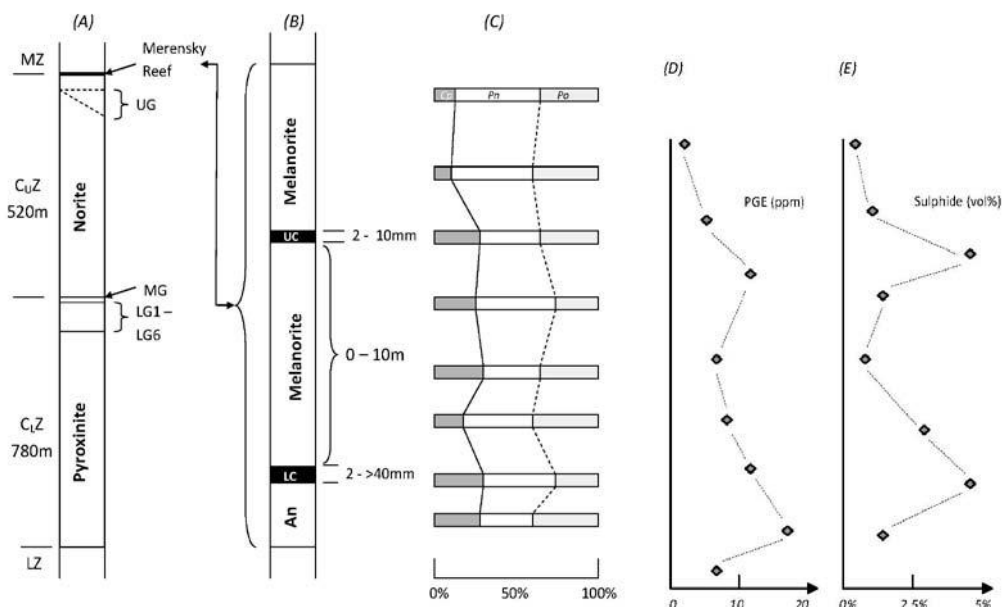 (A)
(B)
(C)
(D)
(E)
MZ
Merensky
Reef
UG
CᵤZ
520m
Norite
MG
LG1 –
LG6
C_LZ
780m
Pyroxinite
LZ
Melanorite
UC
2 - 10mm
Melanorite
0 – 10m
LC
2 - >40mm
An
Pn
Po
0%
50%
100%
PGE (ppm)
0
10
20
Sulphide (vol%)
0%
2.5%
5%